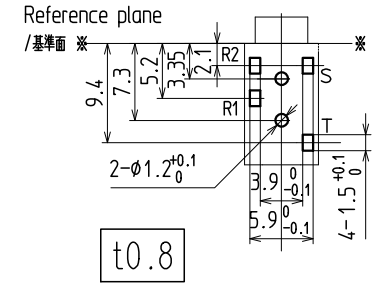 Reference plane
/基準面 ※
※
9.4
7.3
5.2
3.35
2.1
R2
S
R1
T
2-φ1.2 +0.1 0
3.9 0 -0.1
5.9 0 -0.1
4-1.5 +0.1 0
t0.8